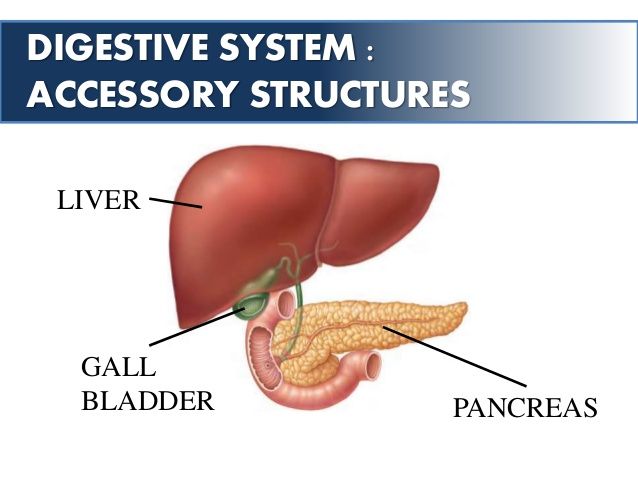 DIGESTIVE SYSTEM :
ACCESSORY STRUCTURES
LIVER
GALL
BLADDER
PANCREAS